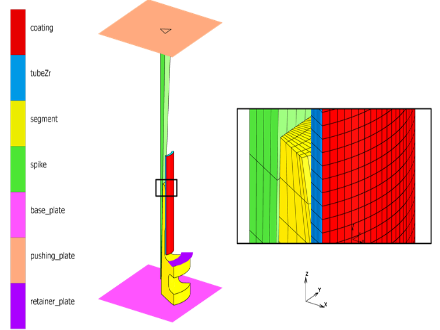 coating
tubeZr
segment
spike
base_plate
pushing_plate
retainer_plate
Z
Y
X